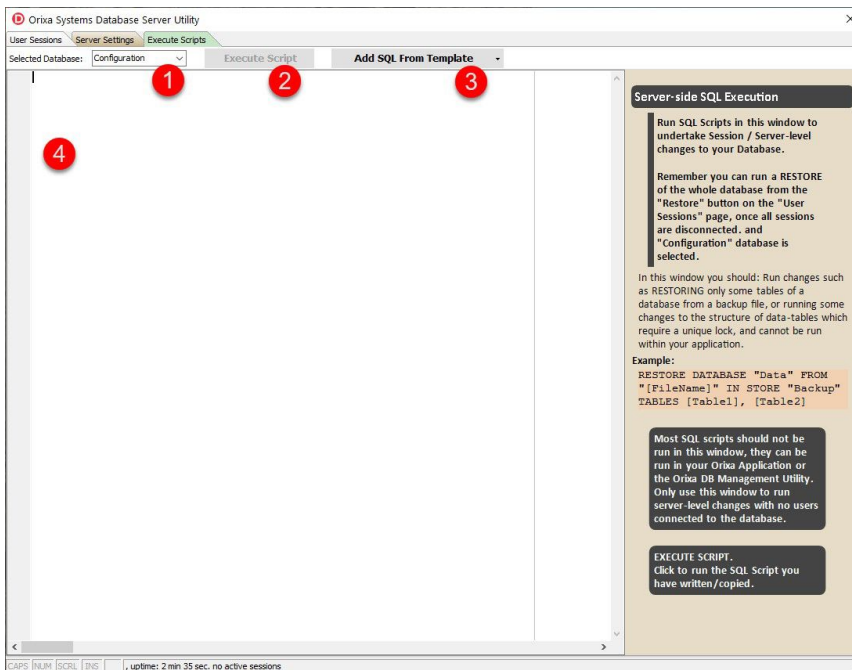 Orixa Systems Database Server Utility
User Sessions Server Settings Execute Scripts
Selected Database: Configuration Execute Script Add SQL From Template
1 2 3
4
Server-side SQL Execution
Run SQL Scripts in this window to
undertake Session / Server-level
changes to your Database.
Remember you can run a RESTORE
of the whole database from the
"Restore" button on the "User
Sessions" page, once all sessions
are disconnected. and
"Configuration" database is
selected.
In this window you should: Run changes such
as RESTORING only some tables of a
database from a backup file, or running some
changes to the structure of data-tables which
require a unique lock, and cannot be run
within your application.
Example:
RESTORE DATABASE "Data" FROM
"[FileName]" IN STORE "Backup"
TABLES [Table1], [Table2]
Most SQL scripts should not be
run in this window, they can be
run in your Orixa Application or
the Orixa DB Management Utility.
Only use this window to run
server-level changes with no users
connected to the database.
EXECUTE SCRIPT.
Click to run the SQL Script you
have written/copied.
CAPS NUM SCRL INS , uptime: 2 min 35 sec. no active sessions